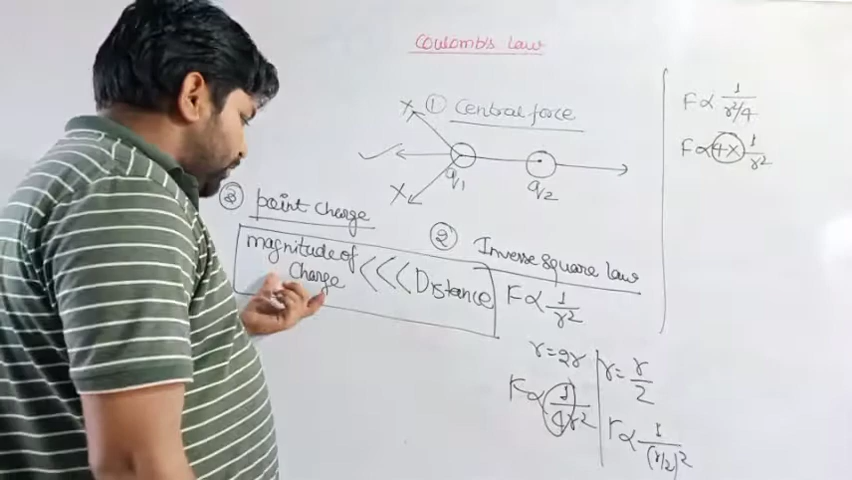 Coulomb's Law
① Central force
X
X
q1
q2
③ point charge
magnitude of
Charge
<<< Distance
② Inverse square law
F ∝ 1/r²
r = 2r
F ∝ 1/4r²
r = r/2
F ∝ 1/(r/2)²
F ∝ 1/r²/4
F ∝ 4× 1/r²